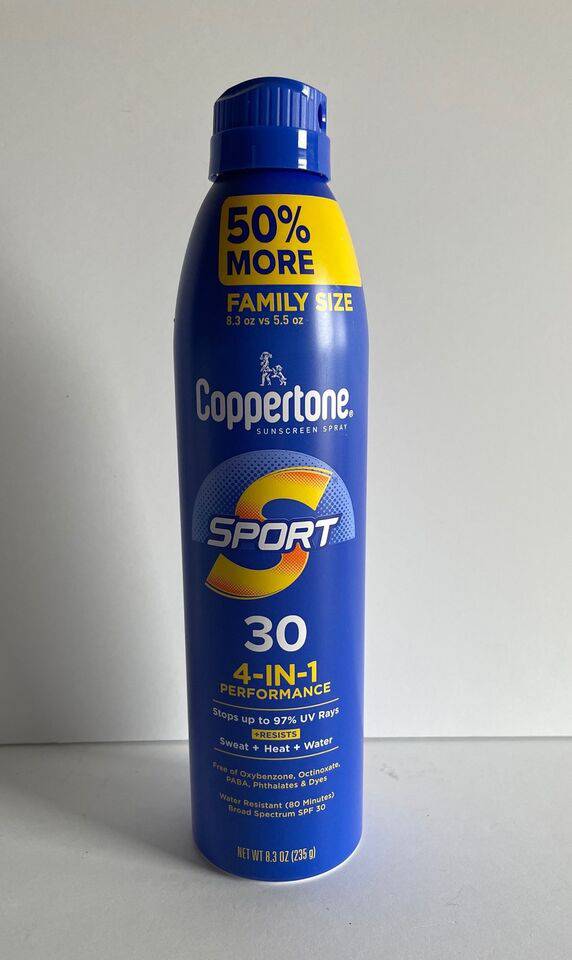 50%
MORE
FAMILY SIZE
8.3 oz vs 5.5 oz
Coppertone®
SUNSCREEN SPRAY
SPORT
30
4-IN-1
PERFORMANCE
Stops up to 97% UV Rays
+RESISTS
Sweat + Heat + Water
Free of Oxybenzone, Octinoxate,
PABA, Phthalates & Dyes
Water Resistant (80 Minutes)
Broad Spectrum SPF 30
NET WT 8.3 OZ (235 g)